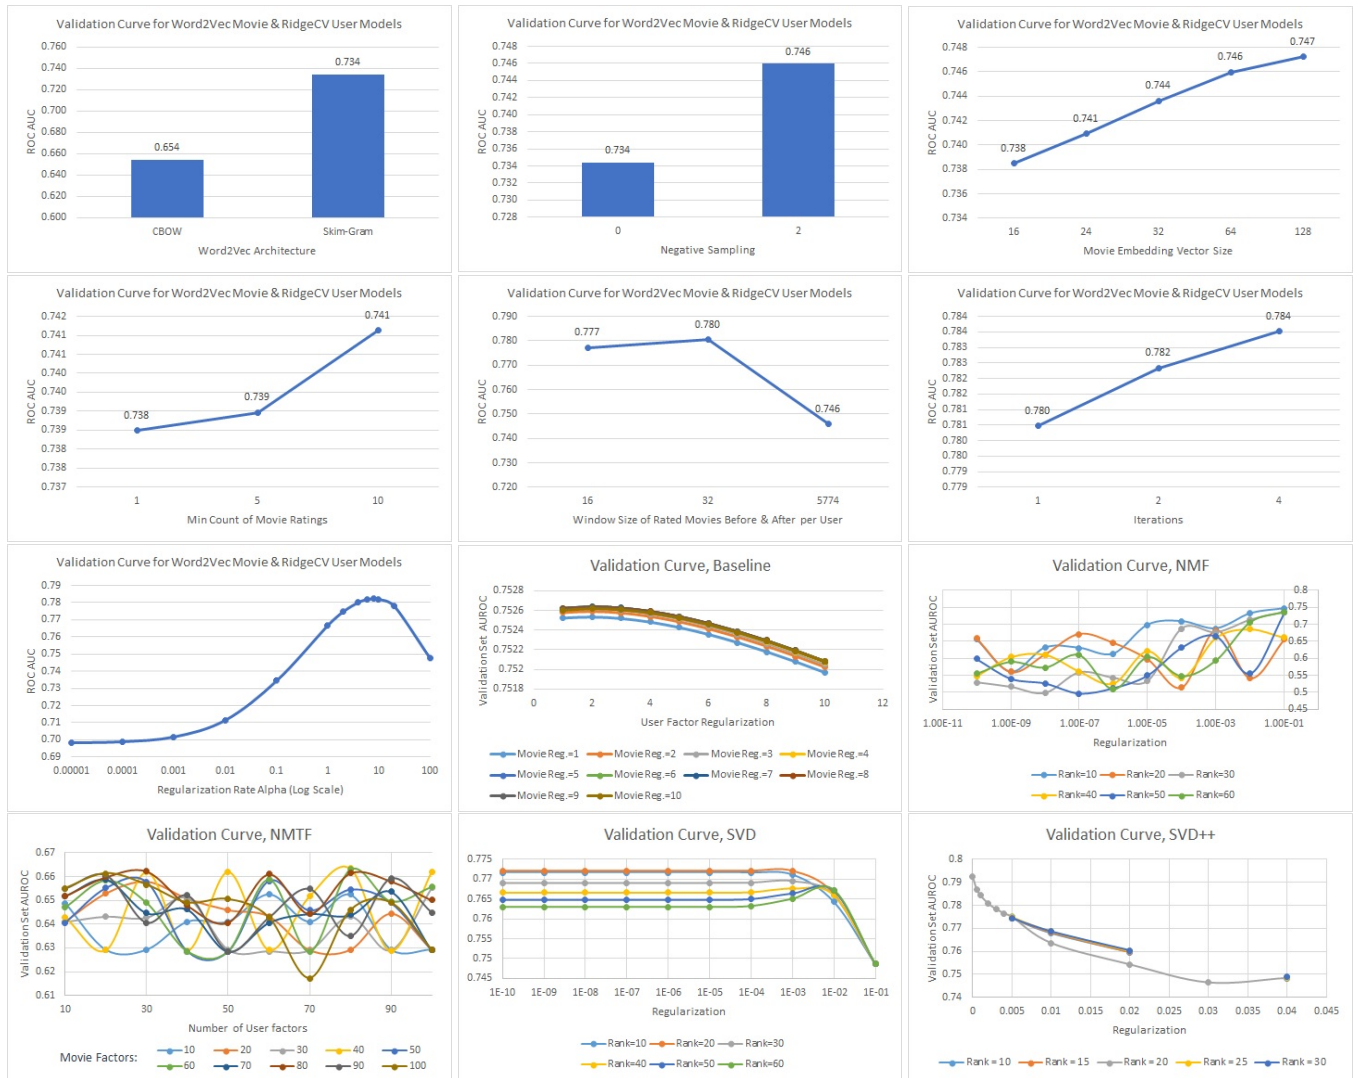 Validation Curve for Word2Vec Movie & RidgeCV User Models
ROC AUC
0.760
0.740
0.720
0.700
0.680
0.660
0.640
0.620
0.600
0.654
0.734
CBOW Skim-Gram
Word2Vec Architecture
Validation Curve for Word2Vec Movie & RidgeCV User Models
ROC AUC
0.748
0.746
0.744
0.742
0.740
0.738
0.736
0.734
0.732
0.730
0.728
0.734
0.746
0 2
Negative Sampling
Validation Curve for Word2Vec Movie & RidgeCV User Models
ROC AUC
0.748
0.746
0.744
0.742
0.740
0.738
0.736
0.734
0.738 0.741 0.744 0.746 0.747
16 24 32 64 128
Movie Embedding Vector Size
Validation Curve for Word2Vec Movie & RidgeCV User Models
ROC AUC
0.742
0.741
0.741
0.740
0.740
0.739
0.739
0.738
0.738
0.737
0.738 0.739 0.741
1 5 10
Min Count of Movie Ratings
Validation Curve for Word2Vec Movie & RidgeCV User Models
ROC AUC
0.790
0.780
0.770
0.760
0.750
0.740
0.730
0.720
0.777 0.780 0.746
16 32 5774
Window Size of Rated Movies Before & After per User
Validation Curve for Word2Vec Movie & RidgeCV User Models
ROC AUC
0.784
0.784
0.783
0.783
0.782
0.782
0.781
0.781
0.780
0.780
0.779
0.779
0.780 0.782 0.784
1 2 4
Iterations
Validation Curve for Word2Vec Movie & RidgeCV User Models
ROC AUC
0.79
0.78
0.77
0.76
0.75
0.74
0.73
0.72
0.71
0.70
0.69
0.00001 0.0001 0.001 0.01 0.1 1 10 100
Regularization Rate Alpha (Log Scale)
Validation Curve, Baseline
Validation Set AUROC
0.7528
0.7526
0.7524
0.7522
0.752
0.7518
0 2 4 6 8 10 12
User Factor Regularization
Movie Reg.=1 Movie Reg.=2 Movie Reg.=3 Movie Reg.=4
Movie Reg.=5 Movie Reg.=6 Movie Reg.=7 Movie Reg.=8
Movie Reg.=9 Movie Reg.=10
Validation Curve, NMF
Validation Set AUROC
0.8
0.75
0.7
0.65
0.6
0.55
0.5
0.45
1.00E-11 1.00E-09 1.00E-07 1.00E-05 1.00E-03 1.00E-01
Regularization
Rank=10 Rank=20 Rank=30
Rank=40 Rank=50 Rank=60
Validation Curve, NMTF
Validation Set AUROC
0.67
0.66
0.65
0.64
0.63
0.62
0.61
10 30 50 70 90
Number of User factors
Movie Factors:
10 20 30 40 50
60 70 80 90 100
Validation Curve, SVD
Validation Set AUROC
0.775
0.77
0.765
0.76
0.755
0.75
0.745
1E-10 1E-09 1E-08 1E-07 1E-06 1E-05 1E-04 1E-03 1E-02 1E-01
Regularization
Rank=10 Rank=20 Rank=30
Rank=40 Rank=50 Rank=60
Validation Curve, SVD++
Validation Set AUROC
0.8
0.79
0.78
0.77
0.76
0.75
0.74
0 0.005 0.01 0.015 0.02 0.025 0.03 0.035 0.04 0.045
Regularization
Rank = 10 Rank = 15 Rank = 20 Rank = 25 Rank = 30